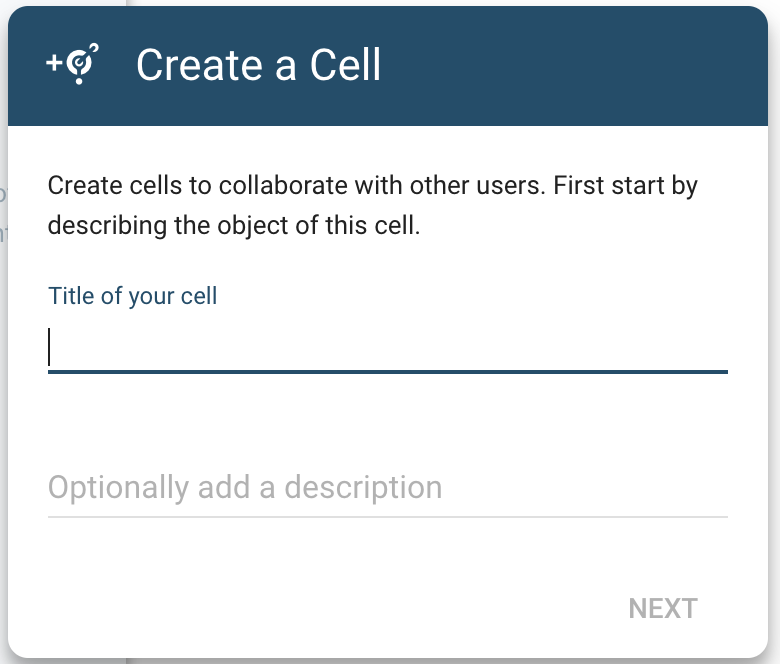 Create a Cell
Create cells to collaborate with other users. First start by
describing the object of this cell.
Title of your cell
Optionally add a description
NEXT